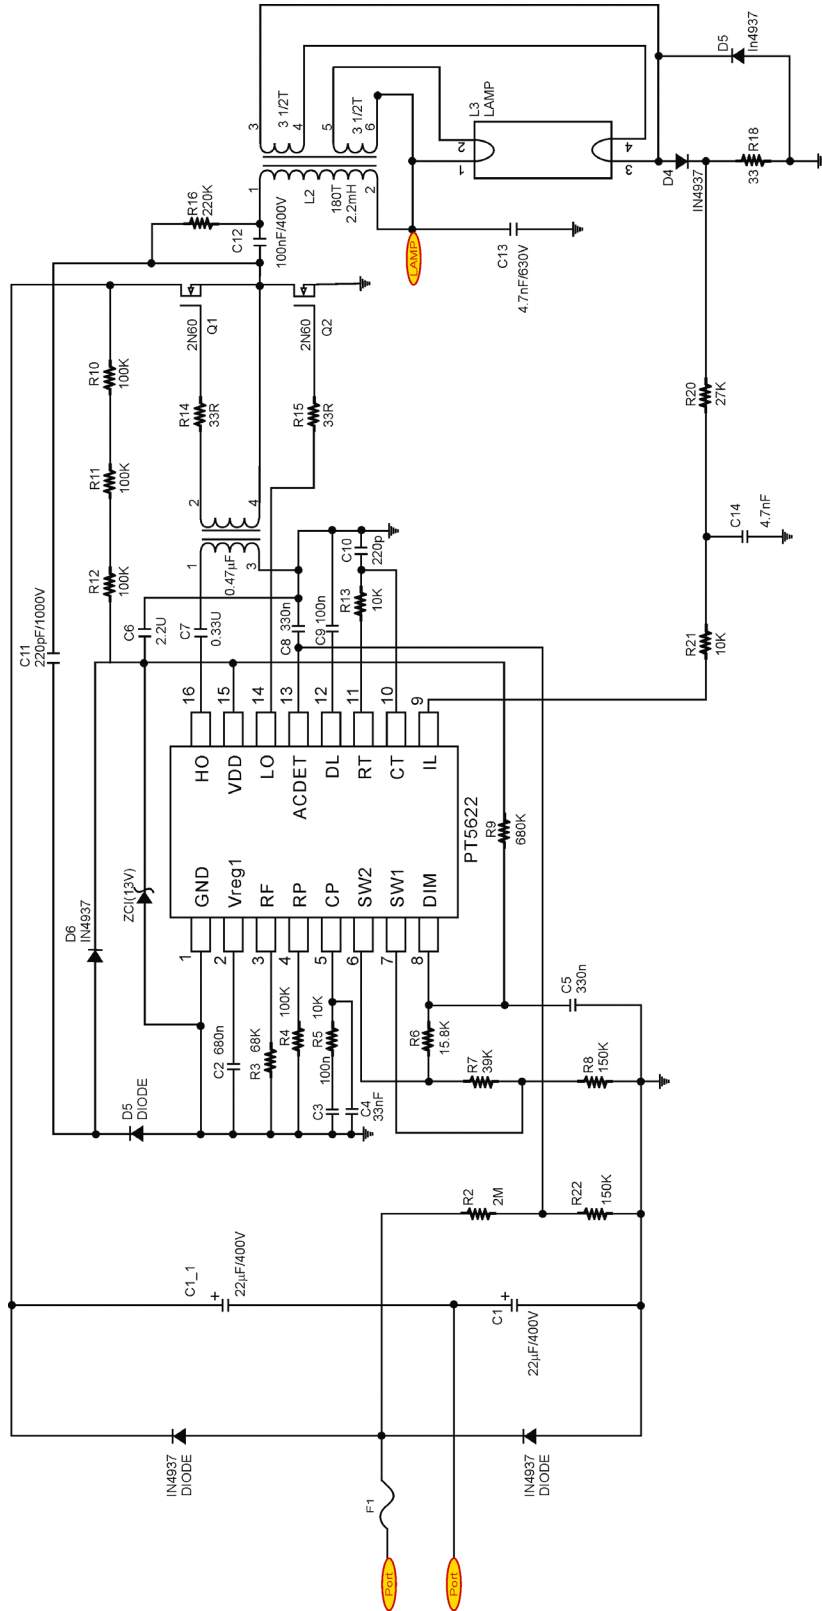 3
4
3 1/2T
5
6
3 1/2T
1
2
L2
180T
2.2mH
L3
LAMP
2
1
4
3
D5
In4937
D4
IN4937
R18
33
R16
220K
C12
100nF/400V
LAMP
C13
4.7nF/630V
2N60
Q1
2N60
Q2
R10
100K
R11
100K
R12
100K
R14
33R
R15
33R
R20
27K
C14
4.7nF
R21
10K
2
4
1
3
0.47µF
C11
220pF/1000V
C6
2.2U
C7
0.33U
C8
330n
C9
100n
C10
220p
R13
10K
16
15
14
13
12
11
10
9
HO
VDD
LO
ACDET
DL
RT
CT
IL
PT5622
GND
Vreg1
RF
RP
CP
SW2
SW1
DIM
1
2
3
4
5
6
7
8
R9
680K
ZCI(13V)
D6
IN4937
D5
DIODE
C2
680n
R3
68K
R4
100K
R5
10K
C3
100n
C4
33nF
R6
15.8K
C5
330n
R7
39K
R8
150K
R2
2M
R22
150K
C1_1
+
22µF/400V
C1
+
22µF/400V
IN4937
DIODE
IN4937
DIODE
F1
Port
Port